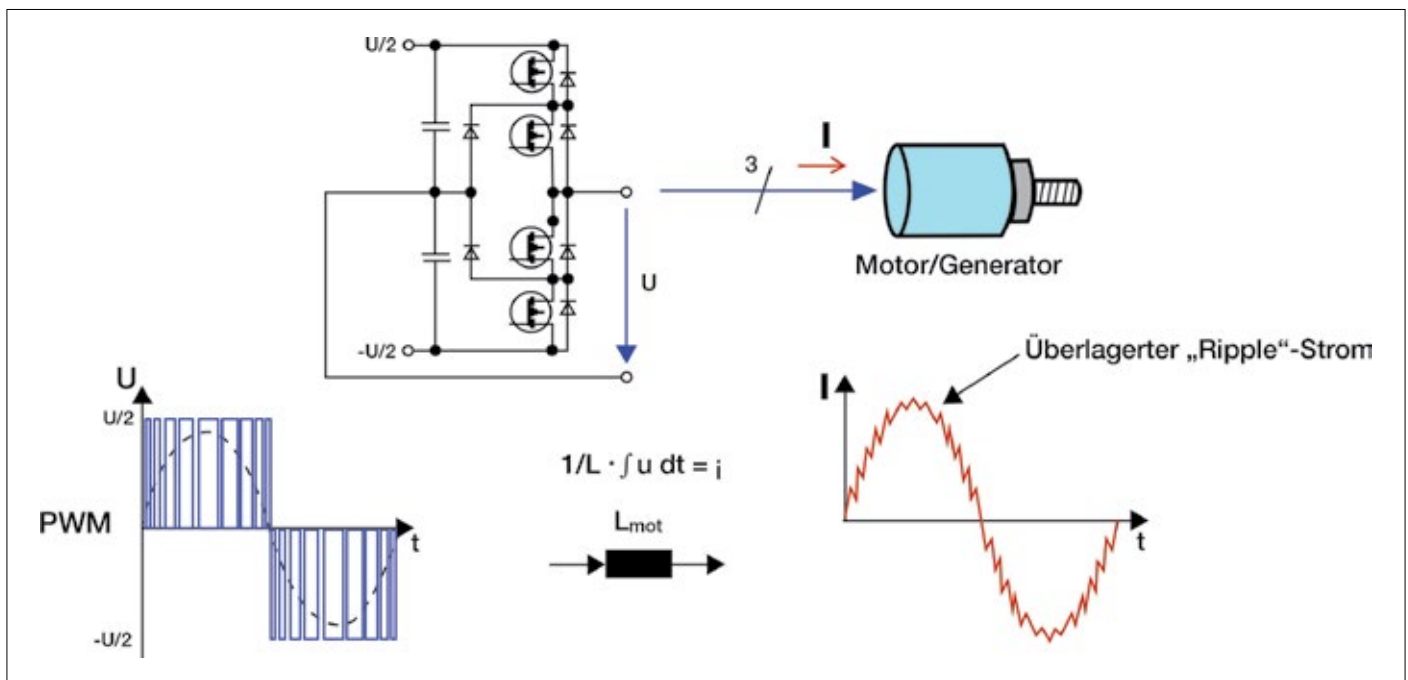 U/2
3
I
U
Motor/Generator
-U/2
Überlagerter „Ripple“-Strom
U
U/2
PWM
-U/2
t
1/L · ∫ u dt = i
Lmot
I
t